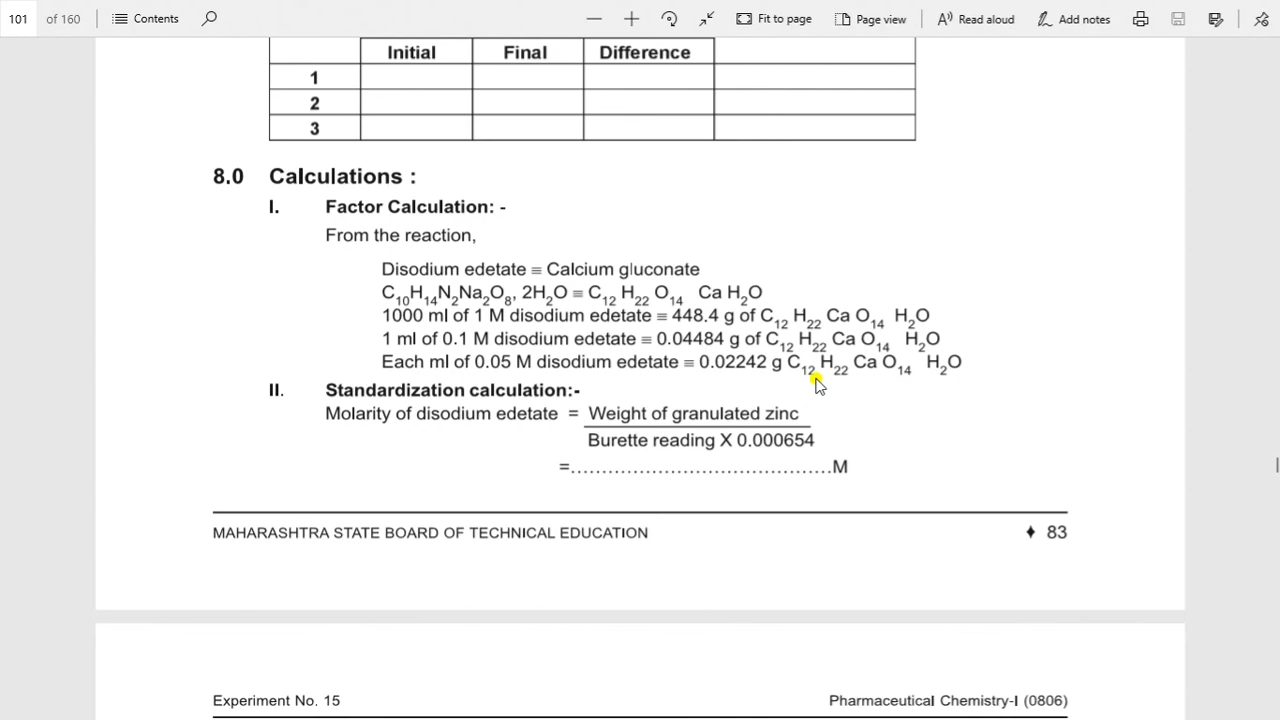 101 of 160 Contents Fit to page Page view Read aloud Add notes
Initial Final Difference
1
2
3
8.0 Calculations :
I. Factor Calculation: -
From the reaction,
Disodium edetate ≡ Calcium gluconate
C10H14N2Na2O8, 2H2O ≡ C12 H22 O14 Ca H2O
1000 ml of 1 M disodium edetate ≡ 448.4 g of C12 H22 Ca O14 H2O
1 ml of 0.1 M disodium edetate ≡ 0.04484 g of C12 H22 Ca O14 H2O
Each ml of 0.05 M disodium edetate ≡ 0.02242 g C12 H22 Ca O14 H2O
II. Standardization calculation:-
Molarity of disodium edetate = Weight of granulated zinc
Burette reading X 0.000654
=........................................M
MAHARASHTRA STATE BOARD OF TECHNICAL EDUCATION ♦ 83
Experiment No. 15 Pharmaceutical Chemistry-I (0806)